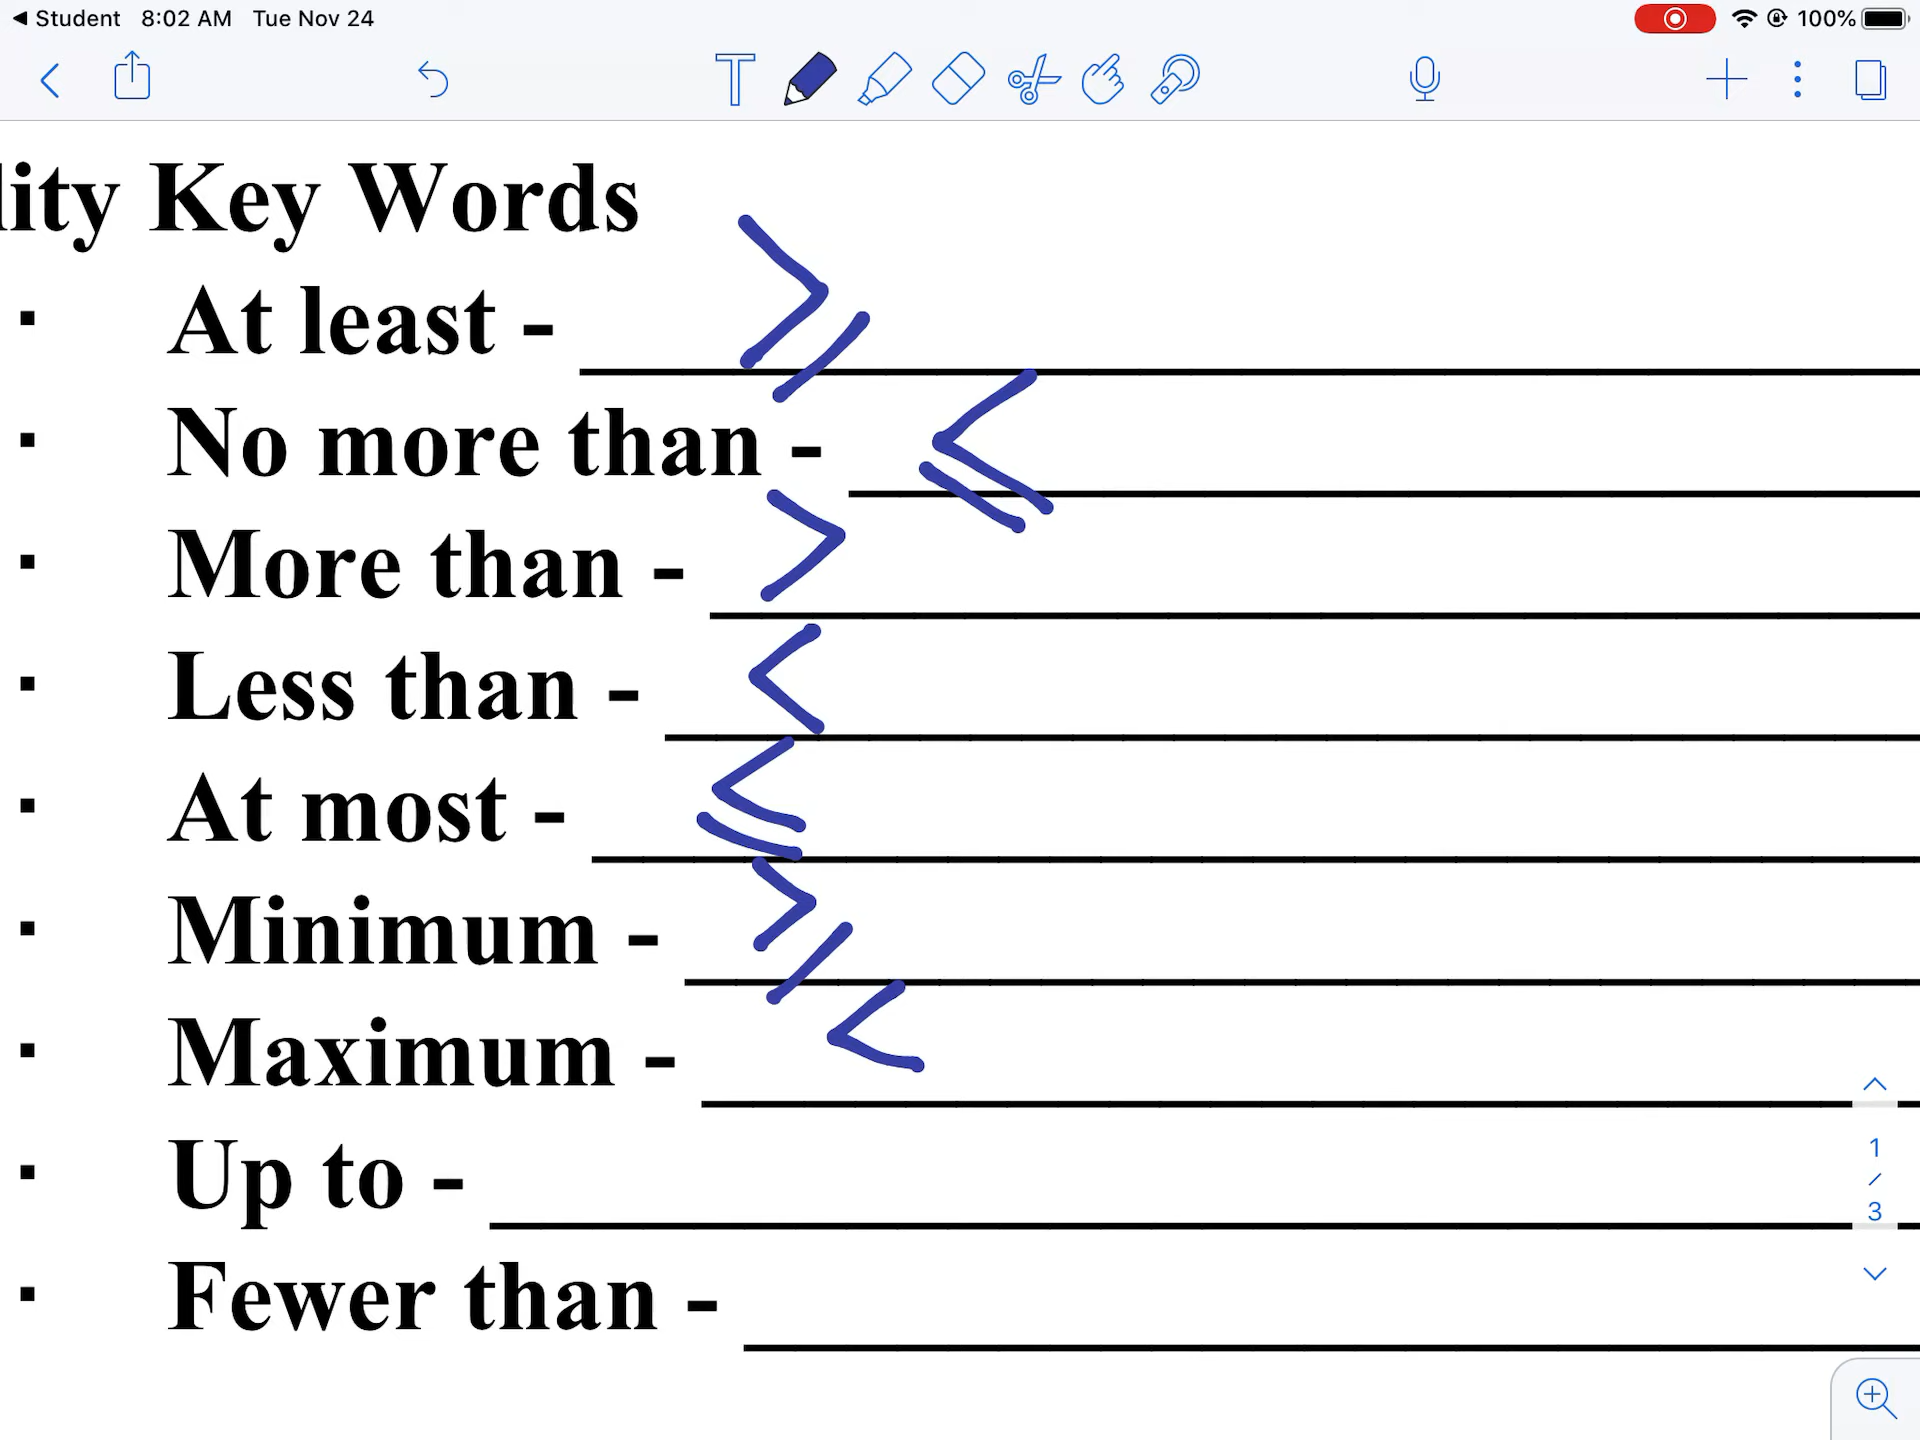 Student 8:02 AM Tue Nov 24 100%
lity Key Words
▪ At least - ≥
▪ No more than - ≤
▪ More than - >
▪ Less than - <
▪ At most - ≤
▪ Minimum - ≥
▪ Maximum - <
▪ Up to -
▪ Fewer than -
1
/
3